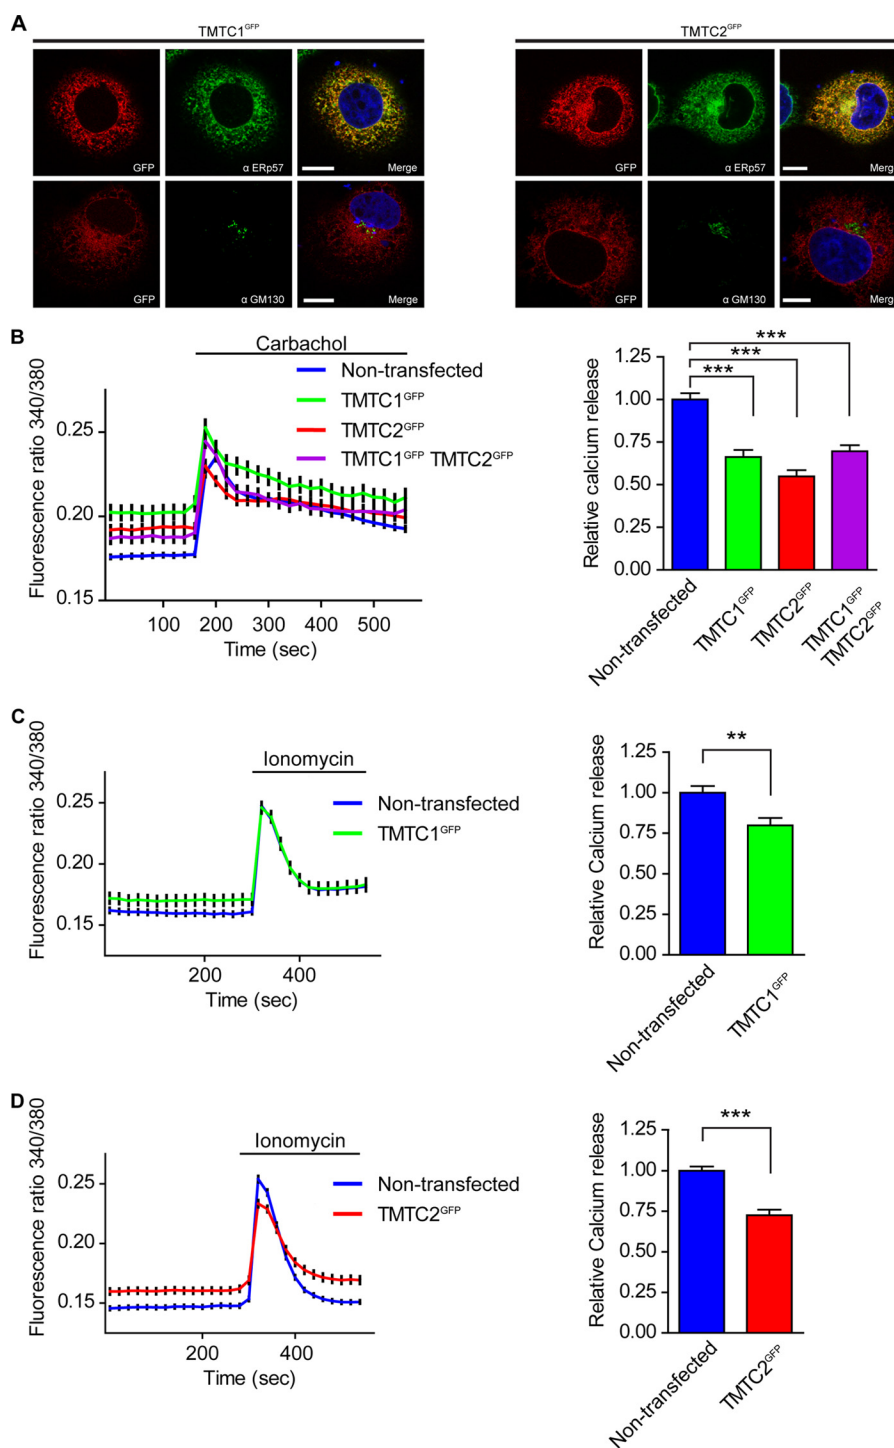 A
TMTC1GFP
TMTC2GFP
GFP
α ERp57
Merge
GFP
α ERp57
Merge
GFP
α GM130
Merge
GFP
α GM130
Merge
B
Carbachol
Non-transfected
TMTC1GFP
TMTC2GFP
TMTC1GFP TMTC2GFP
Fluorescence ratio 340/380
0.25
0.20
0.15
100 200 300 400 500
Time (sec)
Relative calcium release
1.25
1.00
0.75
0.50
0.25
0.00
***
***
***
Non-transfected
TMTC1GFP
TMTC2GFP
TMTC1GFP
TMTC2GFP
C
Ionomycin
Non-transfected
TMTC1GFP
Fluorescence ratio 340/380
0.25
0.20
0.15
200 400
Time (sec)
Relative Calcium release
1.25
1.00
0.75
0.50
0.25
0.00
**
Non-transfected
TMTC1GFP
D
Ionomycin
Non-transfected
TMTC2GFP
Fluorescence ratio 340/380
0.25
0.20
0.15
200 400
Time (sec)
Relative Calcium release
1.25
1.00
0.75
0.50
0.25
0.00
***
Non-transfected
TMTC2GFP